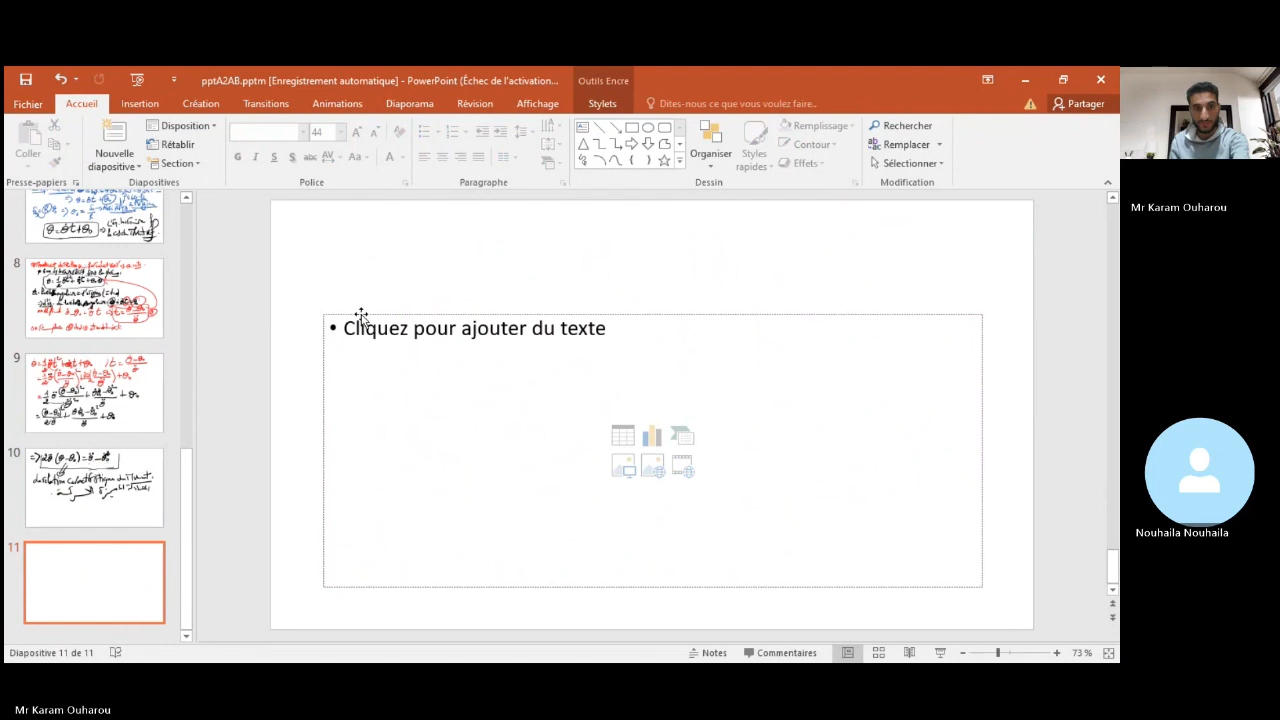 pptA2AB.pptm [Enregistrement automatique] - PowerPoint (Échec de l'activation...
Outils Encre
Fichier
Accueil
Insertion
Création
Transitions
Animations
Diaporama
Révision
Affichage
Stylets
Dites-nous ce que vous voulez faire...
Partager
Coller
Nouvelle
diapositive
Disposition
Rétablir
Section
44
G I S S abc AV Aa A
Organiser
Styles
rapides
Remplissage
Contour
Effets
Rechercher
Remplacer
Sélectionner
Presse-papiers
Diapositives
Police
Paragraphe
Dessin
Modification
8
9
10
11
• Cliquez pour ajouter du texte
Diapositive 11 de 11
Notes
Commentaires
73 %
Mr Karam Ouharou
Nouhaila Nouhaila
Mr Karam Ouharou